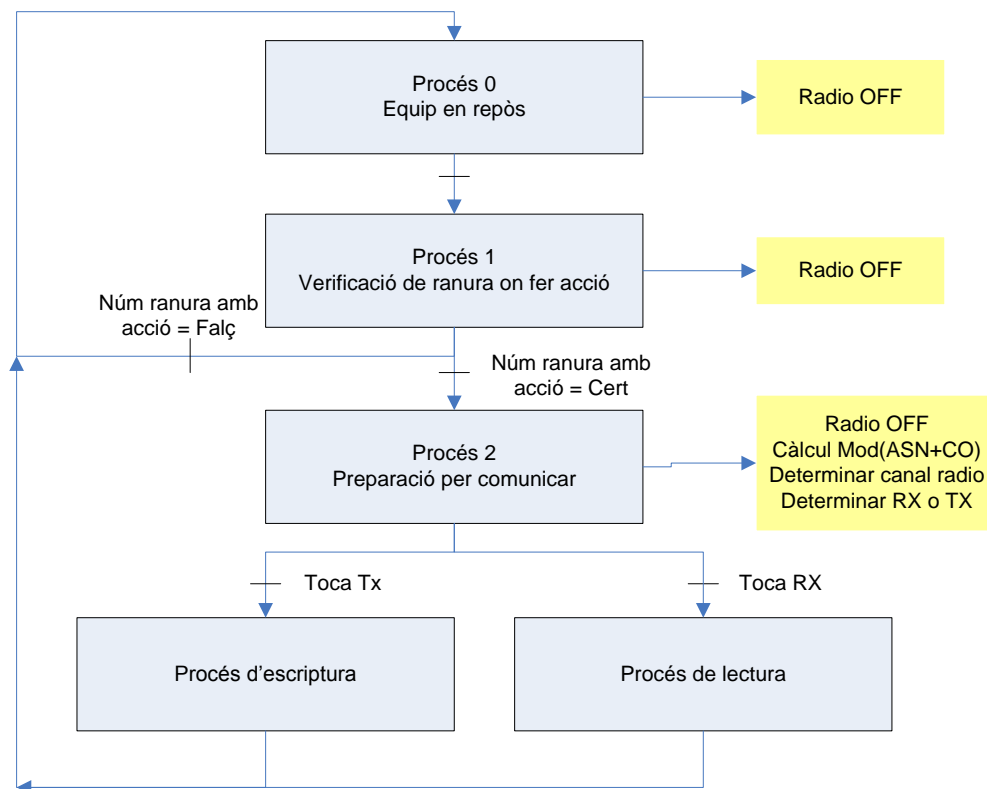 Procés 0
Equip en repòs
Radio OFF
Procés 1
Verificació de ranura on fer acció
Radio OFF
Núm ranura amb
acció = Falç
Núm ranura amb
acció = Cert
Procés 2
Preparació per comunicar
Radio OFF
Càlcul Mod(ASN+CO)
Determinar canal radio
Determinar RX o TX
Toca Tx
Toca RX
Procés d’escriptura
Procés de lectura